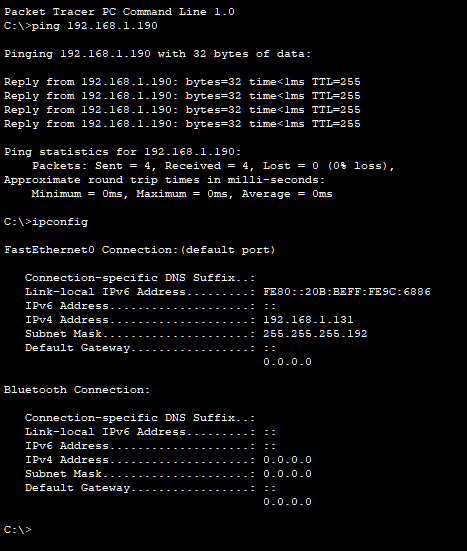 Packet Tracer PC Command Line 1.0
C:\>ping 192.168.1.190
Pinging 192.168.1.190 with 32 bytes of data:
Reply from 192.168.1.190: bytes=32 time<1ms TTL=255
Reply from 192.168.1.190: bytes=32 time<1ms TTL=255
Reply from 192.168.1.190: bytes=32 time<1ms TTL=255
Reply from 192.168.1.190: bytes=32 time<1ms TTL=255
Ping statistics for 192.168.1.190:
Packets: Sent = 4, Received = 4, Lost = 0 (0% loss),
Approximate round trip times in milli-seconds:
Minimum = 0ms, Maximum = 0ms, Average = 0ms
C:\>ipconfig
FastEthernet0 Connection:(default port)
Connection-specific DNS Suffix..:
Link-local IPv6 Address.........: FE80::20B:BEFF:FE9C:6886
IPv6 Address....................: ::
IPv4 Address....................: 192.168.1.131
Subnet Mask.....................: 255.255.255.192
Default Gateway.................: ::
0.0.0.0
Bluetooth Connection:
Connection-specific DNS Suffix..:
Link-local IPv6 Address.........: ::
IPv6 Address....................: ::
IPv4 Address....................: 0.0.0.0
Subnet Mask.....................: 0.0.0.0
Default Gateway.................: ::
0.0.0.0
C:\>